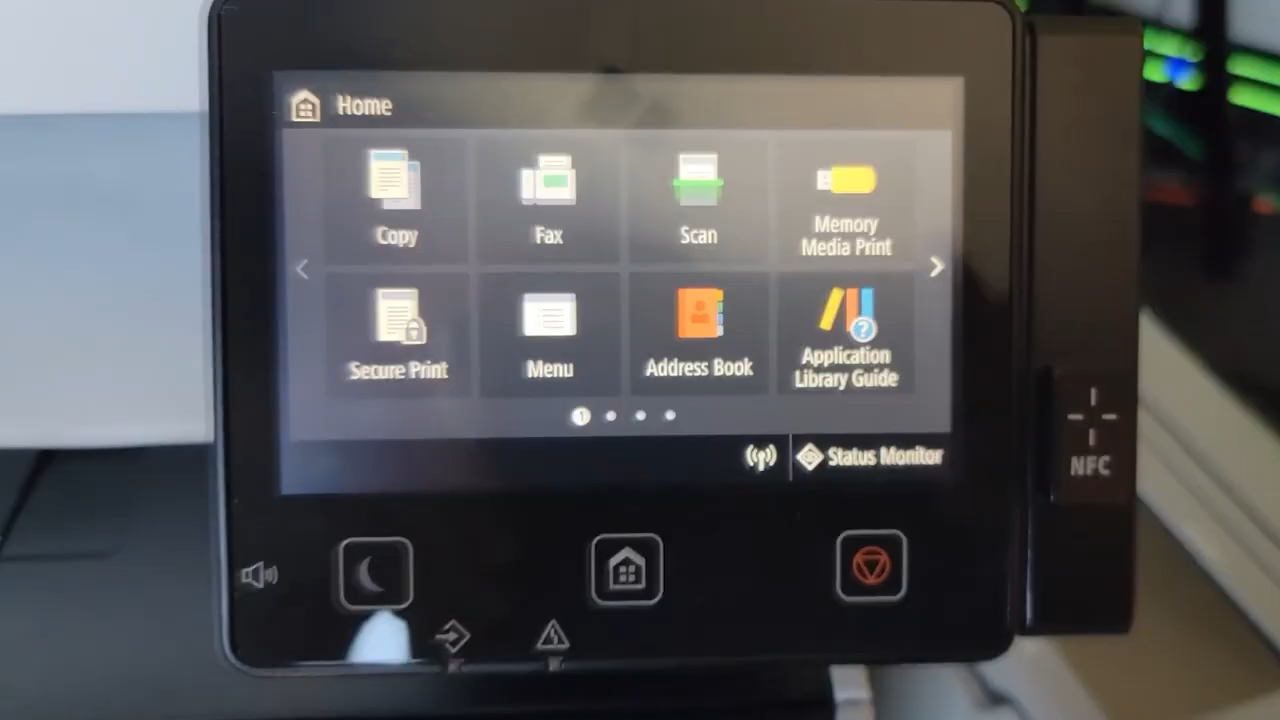 Home
Copy
Fax
Scan
Memory
Media Print
Secure Print
Menu
Address Book
Application
Library Guide
1
Status Monitor
NFC